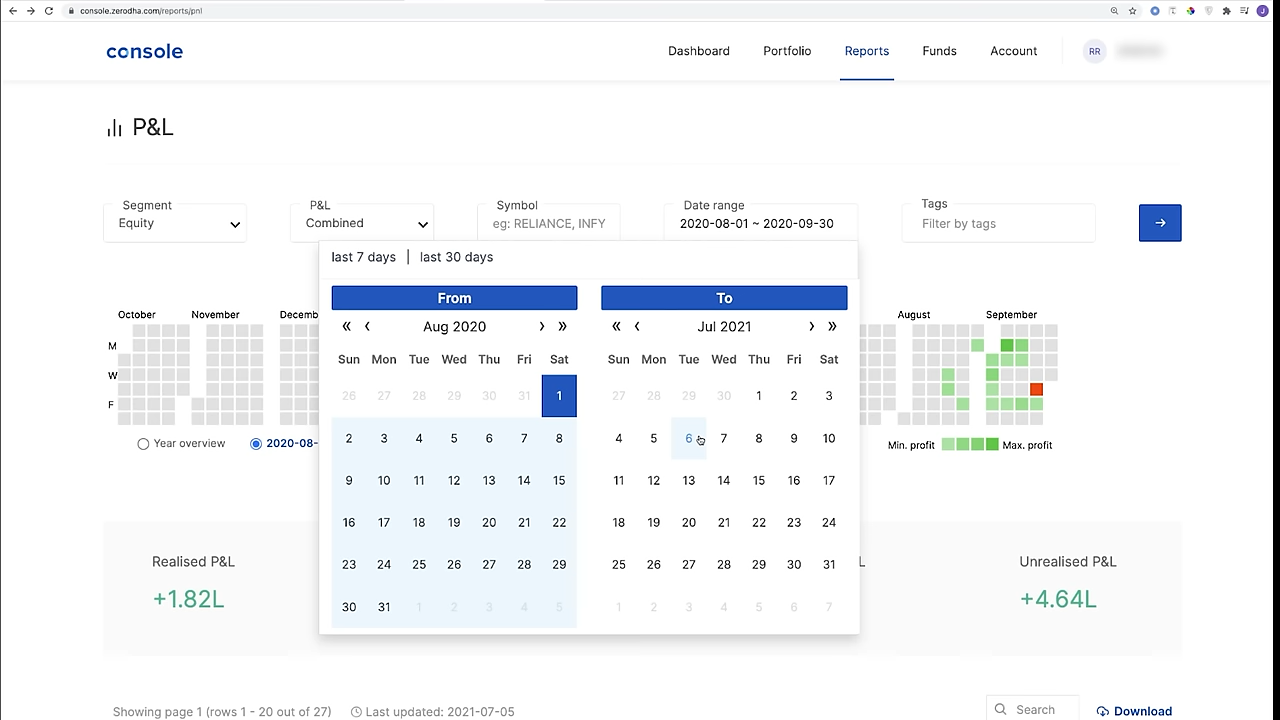 console.zerodha.com/reports/pnl
J
console
Dashboard Portfolio Reports Funds Account RR
P&L
Segment P&L Symbol Date range Tags
Equity Combined eg: RELIANCE, INFY 2020-08-01 ~ 2020-09-30 Filter by tags
last 7 days | last 30 days
From To
October November Decemb August September
« ‹ Aug 2020 › » « ‹ Jul 2021 › »
M
Sun Mon Tue Wed Thu Fri Sat Sun Mon Tue Wed Thu Fri Sat
W
26 27 28 29 30 31 1 27 28 29 30 1 2 3
F
2 3 4 5 6 7 8 4 5 6 7 8 9 10
Year overview 2020-08- Min. profit Max. profit
9 10 11 12 13 14 15 11 12 13 14 15 16 17
16 17 18 19 20 21 22 18 19 20 21 22 23 24
23 24 25 26 27 28 29 25 26 27 28 29 30 31
Realised P&L L Unrealised P&L
30 31 1 2 3 4 5 1 2 3 4 5 6 7
+1.82L +4.64L
Showing page 1 (rows 1 - 20 out of 27) Last updated: 2021-07-05 Search Download